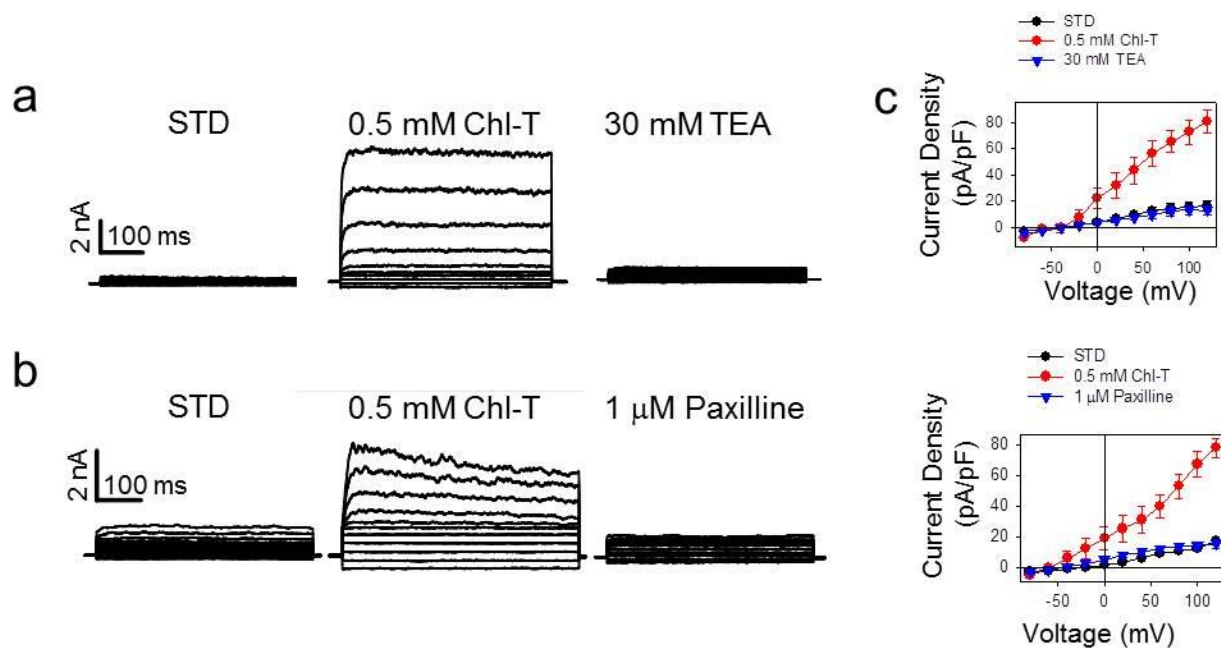 STD
0.5 mM Chl-T
30 mM TEA
a
STD
0.5 mM Chl-T
30 mM TEA
2 nA
100 ms
c
Current Density
(pA/pF)
80
60
40
20
0
-50
0
50
100
Voltage (mV)
b
STD
0.5 mM Chl-T
1 μM Paxilline
2 nA
100 ms
STD
0.5 mM Chl-T
1 μM Paxilline
Current Density
(pA/pF)
80
60
40
20
0
-50
0
50
100
Voltage (mV)